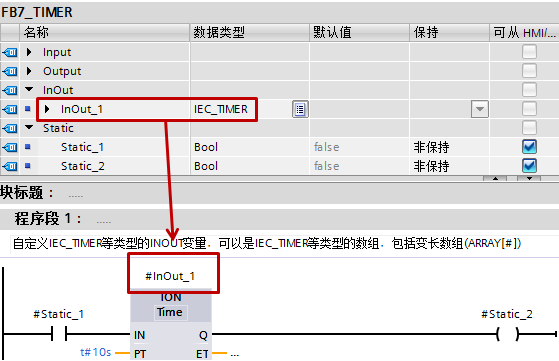 FB7_TIMER
名称 数据类型 默认值 保持 可从 HMI/...
Input
Output
InOut
InOut_1 IEC_TIMER
Static
Static_1 Bool false 非保持
Static_2 Bool false 非保持
块标题： .....
程序段 1： .....
自定义IEC_TIMER等类型的INOUT变量，可以是IEC_TIMER等类型的数组，包括变长数组(ARRAY[#])
#InOut_1
#Static_1 TON #Static_2
Time
IN Q
t#10s PT ET ...